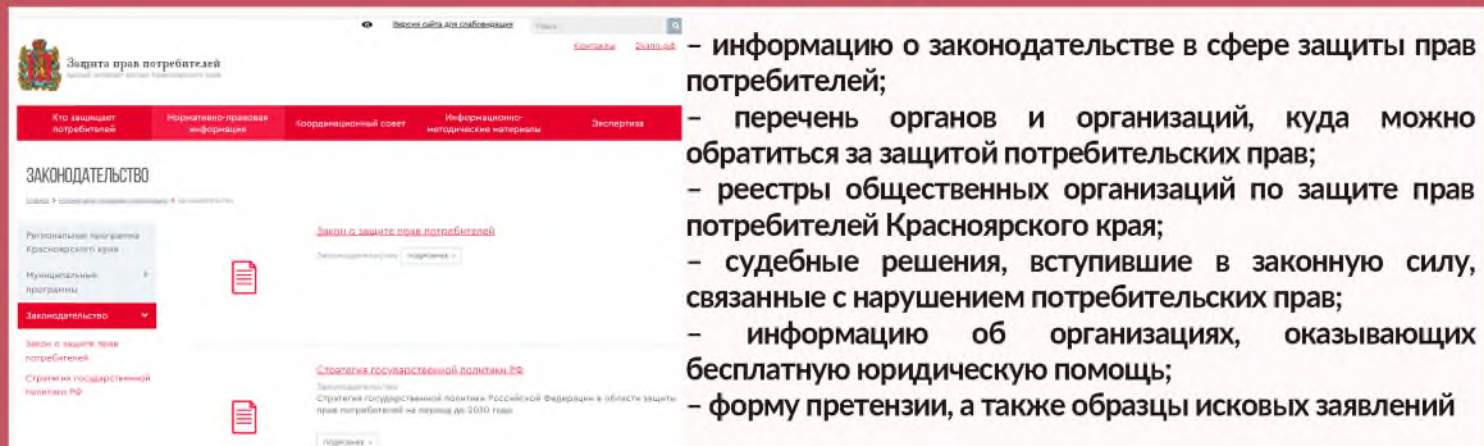 Версия сайта для слабовидящих
Контакты
Защита прав потребителей
Кто защищает
потребителей
Нормативно-правовая
информация
Координационный совет
Информационно-
методические материалы
Экспертиза
ЗАКОНОДАТЕЛЬСТВО
Региональная программа
Красноярского края
Муниципальные
программы
Законодательство
Закон о защите прав
потребителей
Стратегия государственной
политики РФ
Закон о защите прав потребителей
Законодательство
ПОДРОБНЕЕ
Стратегия государственной политики РФ
Законодательство
Стратегия государственной политики Российской Федерации в области защиты
прав потребителей на период до 2030 года
ПОДРОБНЕЕ
– информацию о законодательстве в сфере защиты прав
потребителей;
– перечень органов и организаций, куда можно
обратиться за защитой потребительских прав;
– реестры общественных организаций по защите прав
потребителей Красноярского края;
– судебные решения, вступившие в законную силу,
связанные с нарушением потребительских прав;
– информацию об организациях, оказывающих
бесплатную юридическую помощь;
– форму претензии, а также образцы исковых заявлений